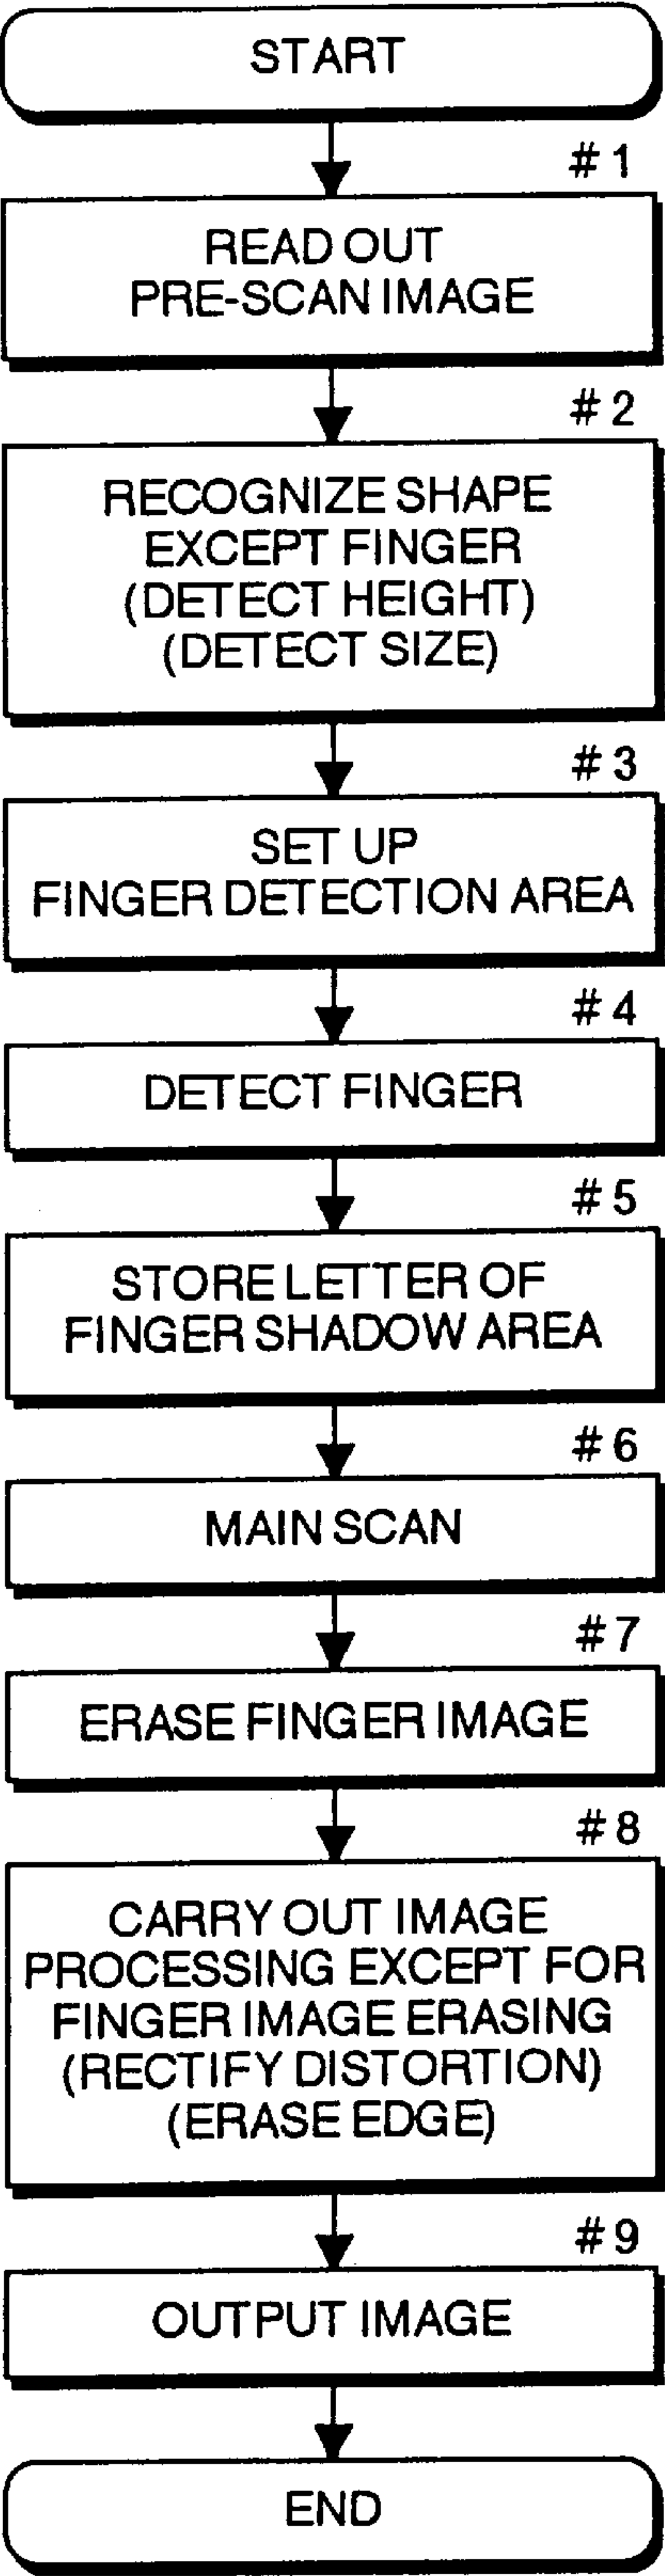 START
#1
READ OUT
PRE-SCAN IMAGE
#2
RECOGNIZE SHAPE
EXCEPT FINGER
(DETECT HEIGHT)
(DETECT SIZE)
#3
SET UP
FINGER DETECTION AREA
#4
DETECT FINGER
#5
STORE LETTER OF
FINGER SHADOW AREA
#6
MAIN SCAN
#7
ERASE FINGER IMAGE
#8
CARRY OUT IMAGE
PROCESSING EXCEPT FOR
FINGER IMAGE ERASING
(RECTIFY DISTORTION)
(ERASE EDGE)
#9
OUTPUT IMAGE
END